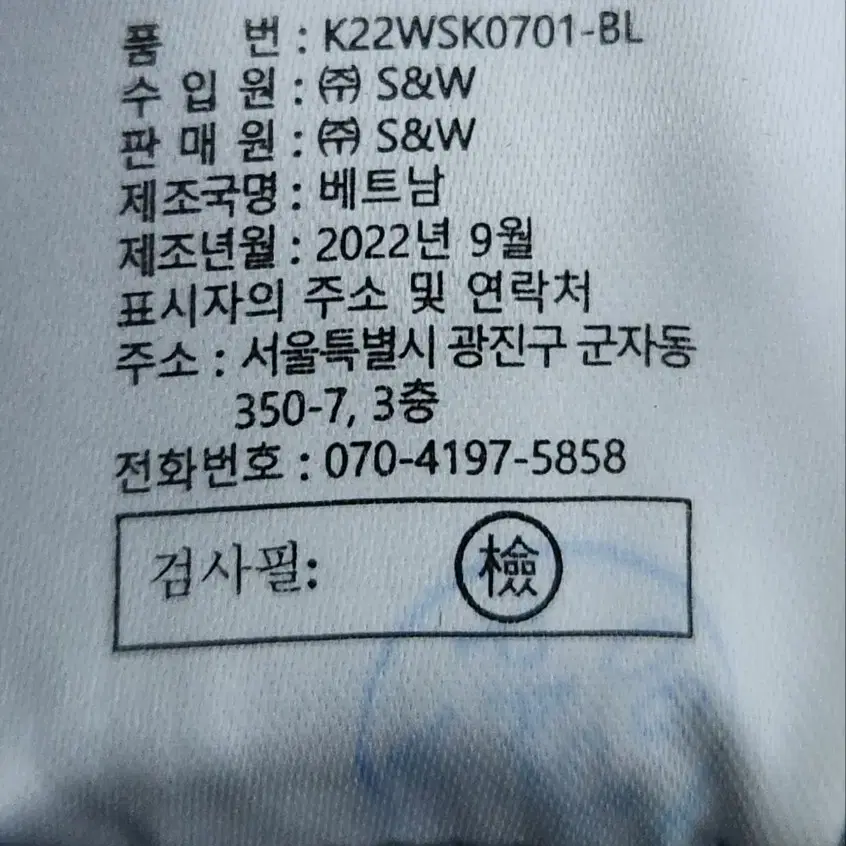 품 번 : K22WSK0701-BL
수 입 원 : ㈜ S&W
판 매 원 : ㈜ S&W
제조국명 : 베트남
제조년월 : 2022년 9월
표시자의 주소 및 연락처
주소 : 서울특별시 광진구 군자동
350-7, 3층
전화번호 : 070-4197-5858
검사필: 檢